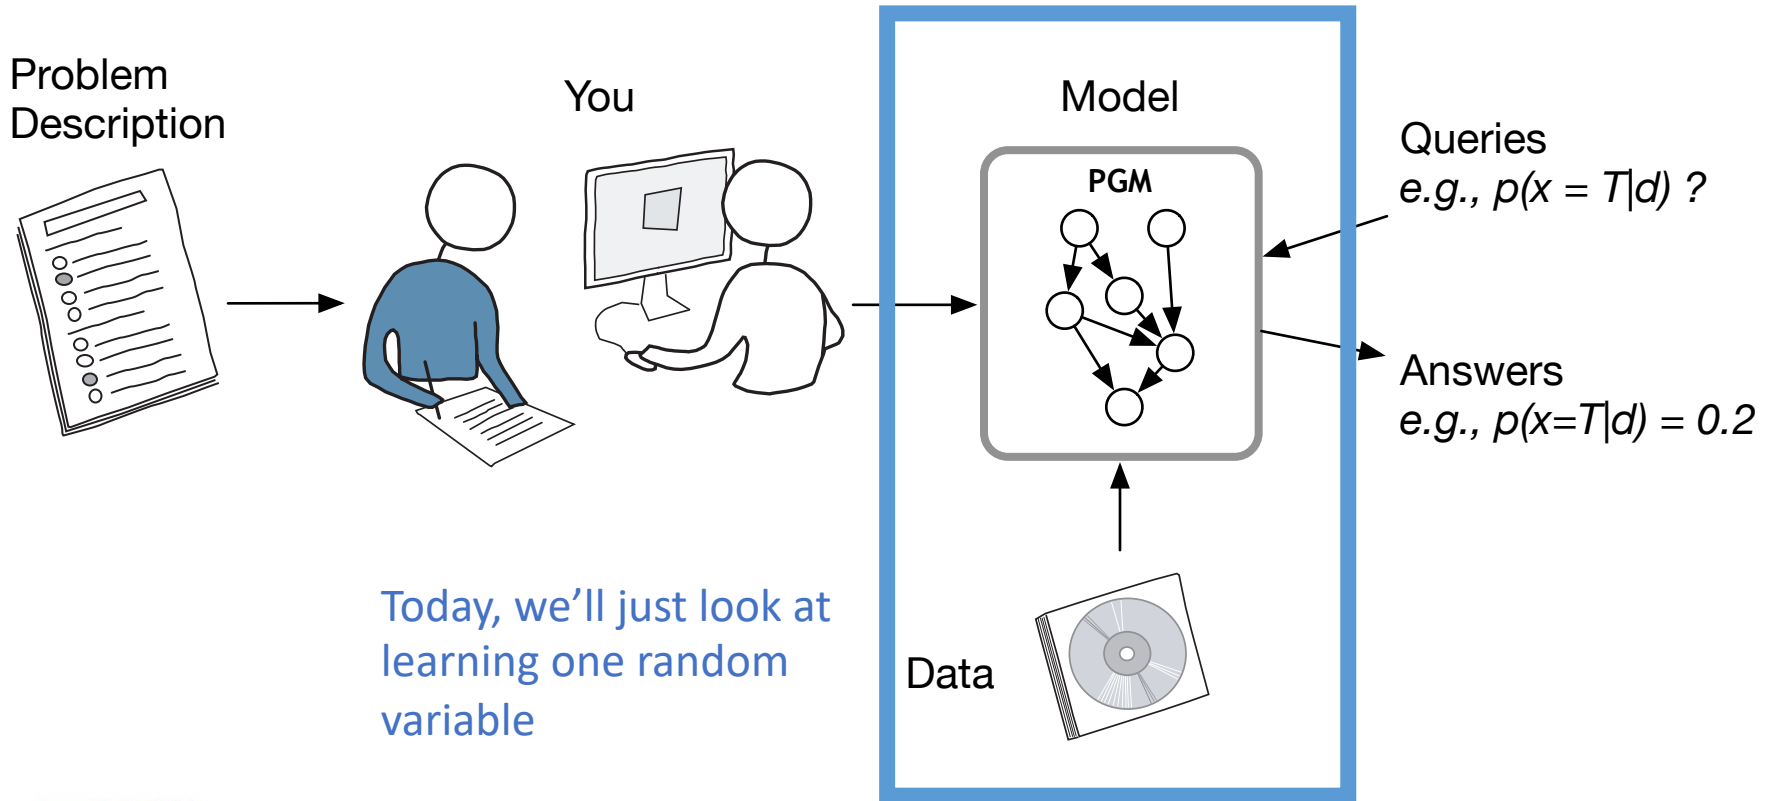 Problem
Description
You
Model
PGM
Queries
e.g., p(x = T|d) ?
Answers
e.g., p(x=T|d) = 0.2
Today, we’ll just look at
learning one random
variable
Data